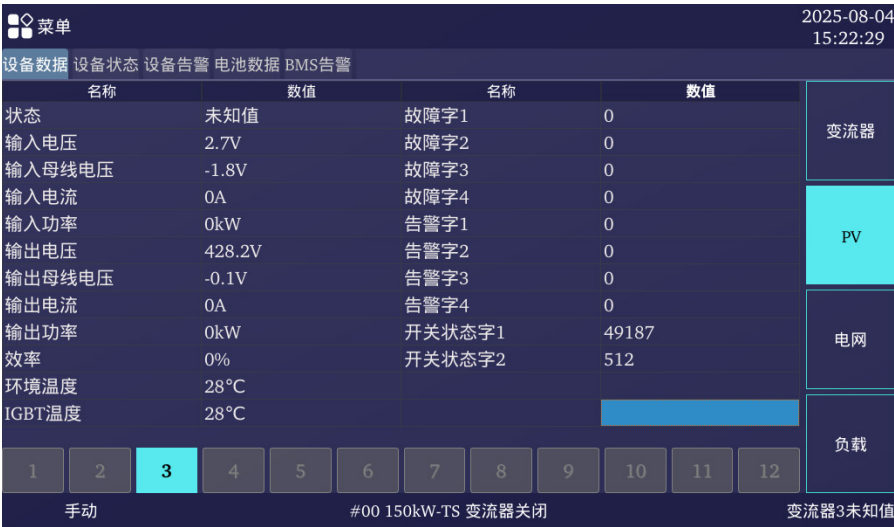 菜单
2025-08-04
15:22:29
设备数据 设备状态 设备告警 电池数据 BMS告警
名称 数值 名称 数值
状态 未知值 故障字1 0
输入电压 2.7V 故障字2 0
输入母线电压 -1.8V 故障字3 0
输入电流 0A 故障字4 0
输入功率 0kW 告警字1 0
输出电压 428.2V 告警字2 0
输出母线电压 -0.1V 告警字3 0
输出电流 0A 告警字4 0
输出功率 0kW 开关状态字1 49187
效率 0% 开关状态字2 512
环境温度 28°C
IGBT温度 28°C
变流器
PV
电网
负载
1 2 3 4 5 6 7 8 9 10 11 12
手动 #00 150kW-TS 变流器关闭 变流器3未知值